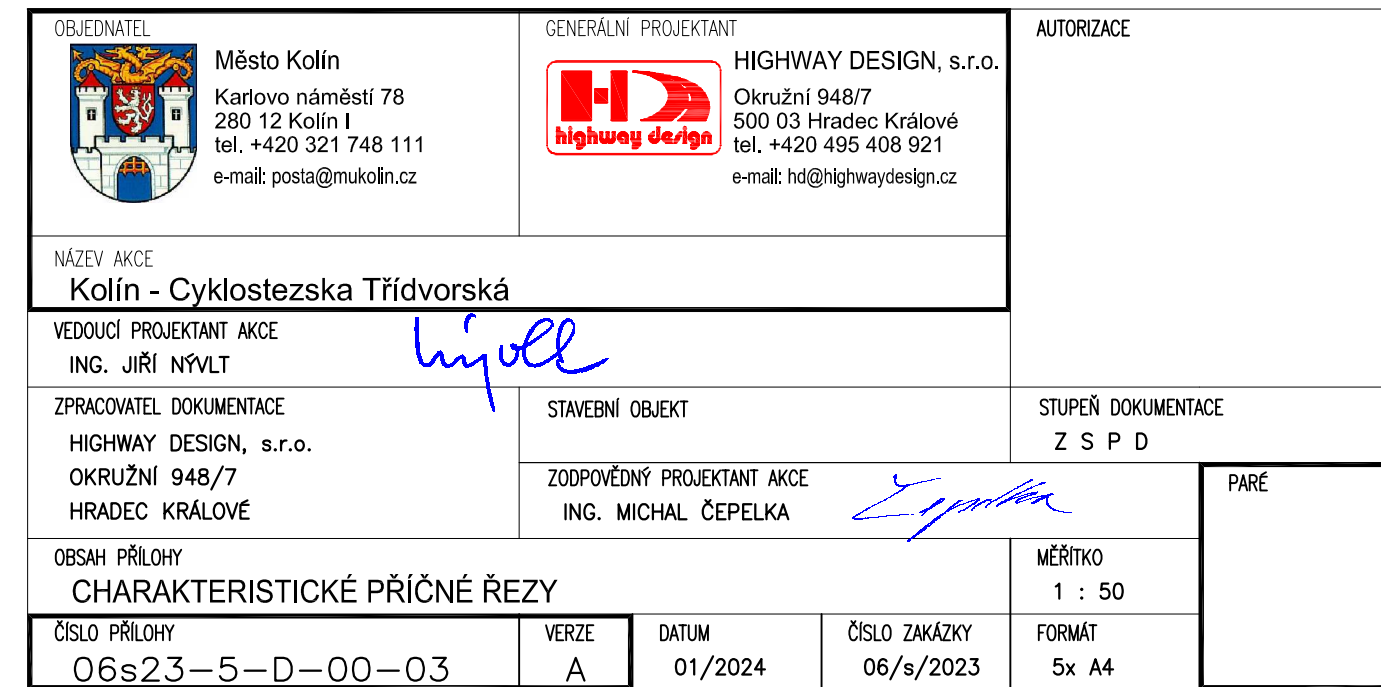 OBJEDNATEL
Město Kolín
Karlovo náměstí 78
280 12 Kolín I
tel. +420 321 748 111
e-mail: posta@mukolin.cz
GENERÁLNÍ PROJEKTANT
highway design
HIGHWAY DESIGN, s.r.o.
Okružní 948/7
500 03 Hradec Králové
tel. +420 495 408 921
e-mail: hd@highwaydesign.cz
AUTORIZACE
NÁZEV AKCE
Kolín - Cyklostezska Třídvorská
VEDOUCÍ PROJEKTANT AKCE
ING. JIŘÍ NÝVLT
ZPRACOVATEL DOKUMENTACE
HIGHWAY DESIGN, s.r.o.
OKRUŽNÍ 948/7
HRADEC KRÁLOVÉ
STAVEBNÍ OBJEKT
STUPEŇ DOKUMENTACE
Z S P D
ZODPOVĚDNÝ PROJEKTANT AKCE
ING. MICHAL ČEPELKA
Čepelka
PARÉ
OBSAH PŘÍLOHY
CHARAKTERISTICKÉ PŘÍČNÉ ŘEZY
MĚŘÍTKO
1 : 50
ČÍSLO PŘÍLOHY
06s23-5-D-00-03
VERZE
A
DATUM
01/2024
ČÍSLO ZAKÁZKY
06/s/2023
FORMÁT
5x A4